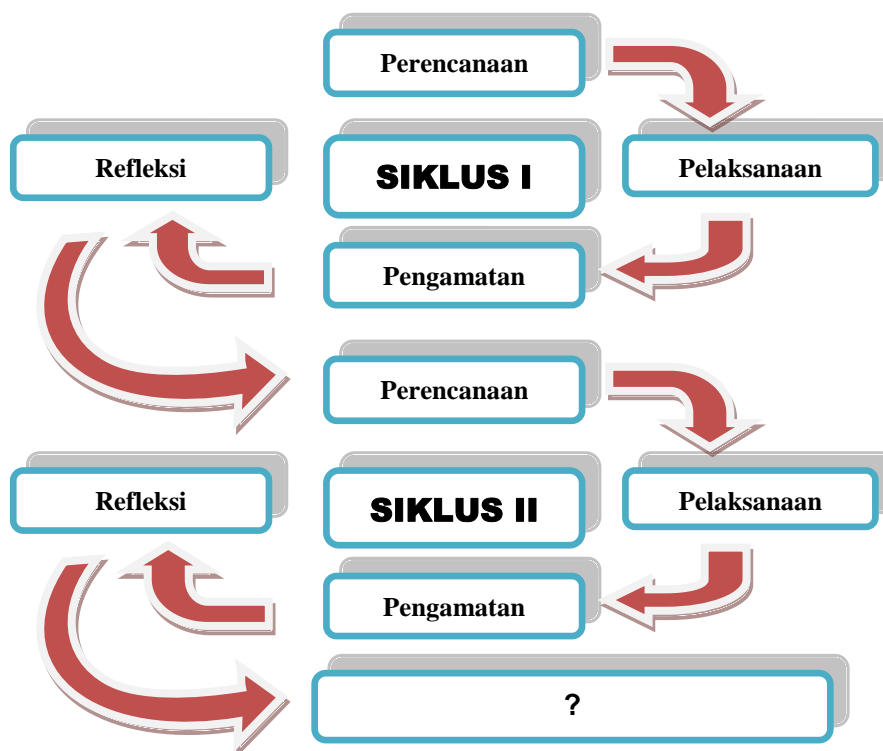 Perencanaan
Refleksi
SIKLUS I
Pelaksanaan
Pengamatan
Perencanaan
Refleksi
SIKLUS II
Pelaksanaan
Pengamatan
?